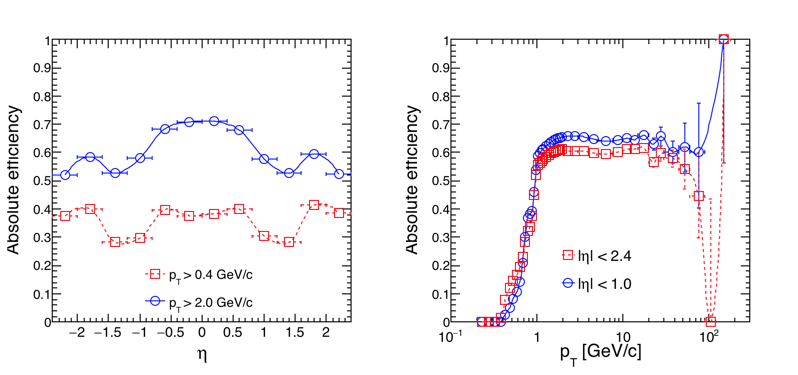 Absolute efficiency
1
0.9
0.8
0.7
0.6
0.5
0.4
0.3
0.2
0.1
0
−2 −1.5 −1 −0.5 0 0.5 1 1.5 2
η
p_T > 0.4 GeV/c
p_T > 2.0 GeV/c
Absolute efficiency
1
0.9
0.8
0.7
0.6
0.5
0.4
0.3
0.2
0.1
0
10⁻¹ 1 10 10²
p_T [GeV/c]
|η| < 2.4
|η| < 1.0